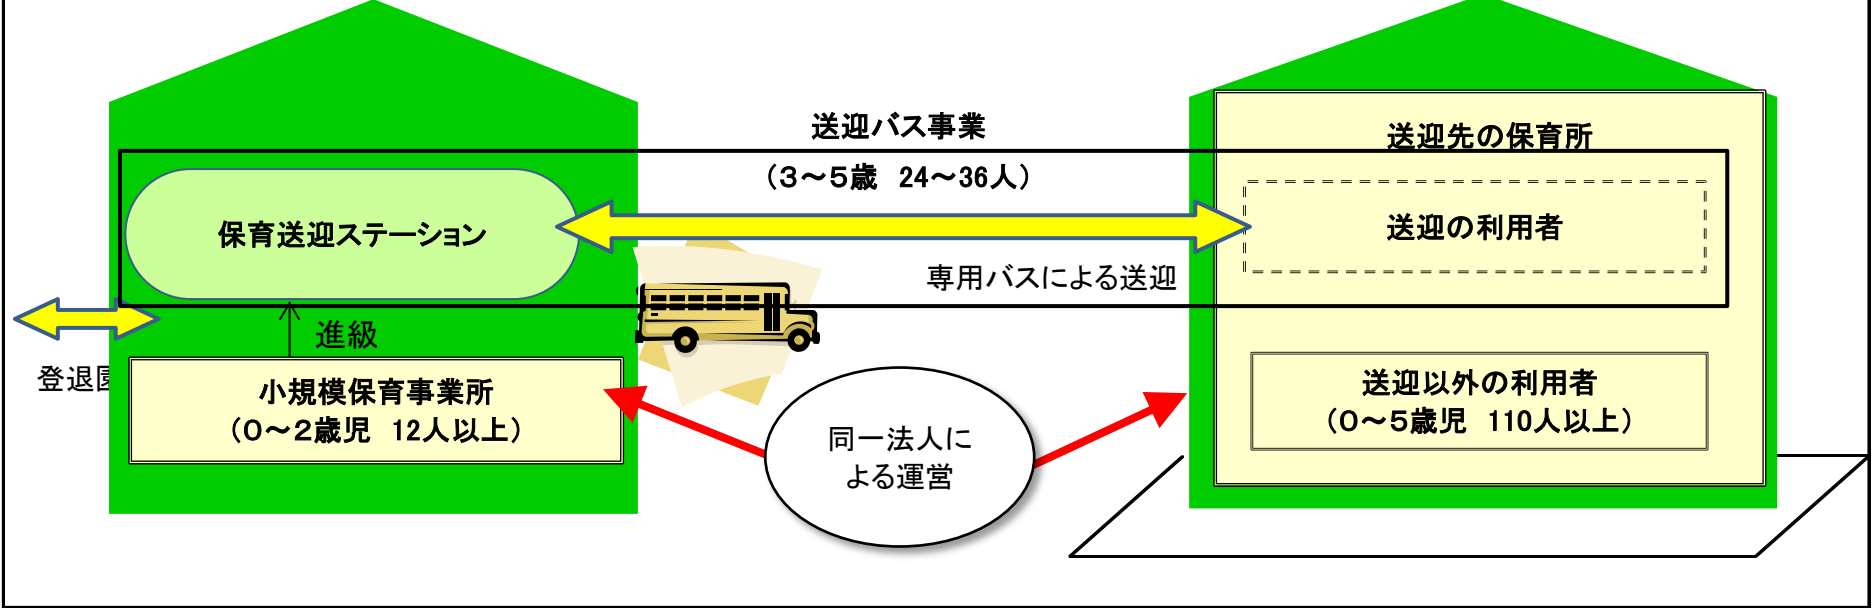 送迎バス事業
（３～５歳　24～36人）
送迎先の保育所
保育送迎ステーション
送迎の利用者
専用バスによる送迎
進級
登退園
小規模保育事業所
（０～２歳児　12人以上）
送迎以外の利用者
（０～５歳児　110人以上）
同一法人に
よる運営